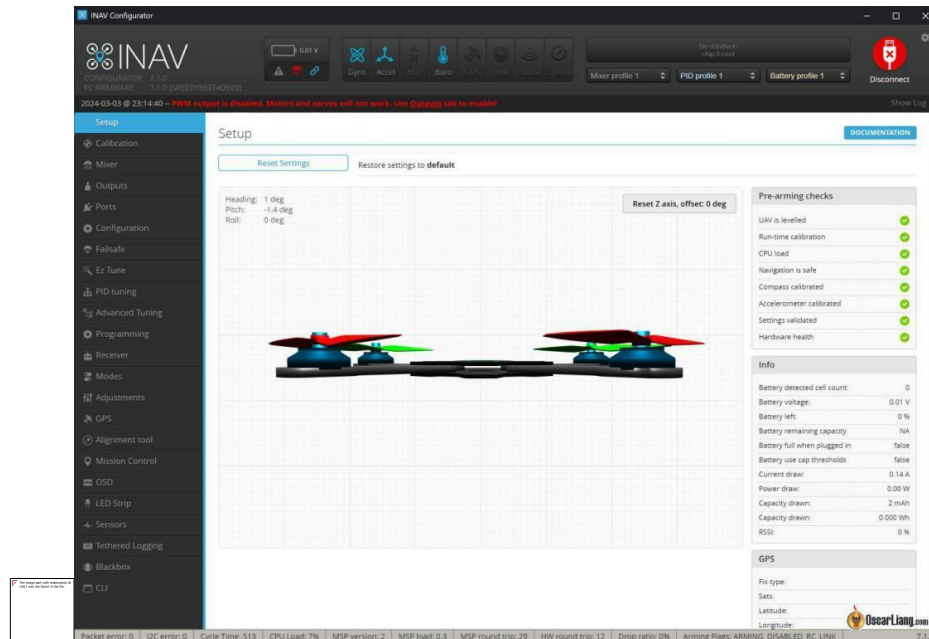 INAV Configurator
INAV
CONFIGURATOR 7.1.0
FC FIRMWARE 7.1.0 [SPEEDYBEEF405V3]
0.01 V
Gyro Accel Mag Baro GPS Flow Sonar Speed
No dataflash
chip found
Mixer profile 1 PID profile 1 Battery profile 1
Disconnect
2024-03-03 @ 23:14:40 -- PWM output is disabled. Motors and servos will not work. Use Outputs tab to enable!
Show Log
Setup
Calibration
Mixer
Outputs
Ports
Configuration
Failsafe
Ez Tune
PID tuning
Advanced Tuning
Programming
Receiver
Modes
Adjustments
GPS
Alignment tool
Mission Control
OSD
LED Strip
Sensors
Tethered Logging
Blackbox
CLI
Setup
DOCUMENTATION
Reset Settings
Restore settings to default
Heading: 1 deg
Pitch: -1.4 deg
Roll: 0 deg
Reset Z axis, offset: 0 deg
Pre-arming checks
UAV is levelled
Run-time calibration
CPU load
Navigation is safe
Compass calibrated
Accelerometer calibrated
Settings validated
Hardware health
Info
Battery detected cell count: 0
Battery voltage: 0.01 V
Battery left: 0 %
Battery remaining capacity NA
Battery full when plugged in false
Battery use cap thresholds false
Current draw: 0.14 A
Power draw: 0.00 W
Capacity drawn: 2 mAh
Capacity drawn: 0.000 Wh
RSSI: 0 %
GPS
Fix type:
Sats:
Latitude:
Longitude:
OscarLiang.com
Packet error: 0 I2C error: 0 Cycle Time: 513 CPU Load: 7% MSP version: 2 MSP load: 0.3 MSP round trip: 29 HW round trip: 12 Drop ratio: 0% Arming Flags: ARMING_DISABLED_RC_LINK 7.1